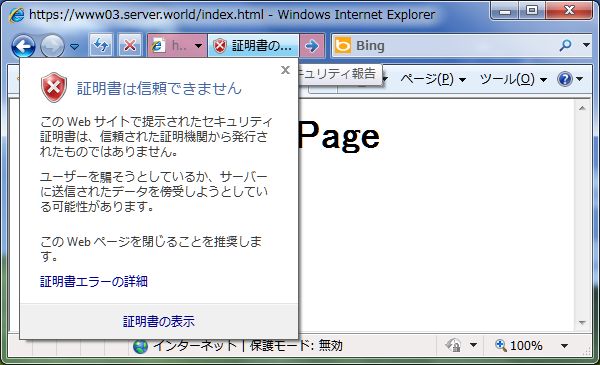 https://www03.server.world/index.html - Windows Internet Explorer
h..
証明書の...
Bing
キュリティ報告
ページ(P)
ツール(O)
証明書は信頼できません
Page
この Web サイトで提示されたセキュリティ
証明書は、信頼された証明機関から発行さ
れたものではありません。
ユーザーを騙そうとしているか、サーバー
に送信されたデータを傍受しようとしてい
る可能性があります。
この Web ページを閉じることを推奨しま
す。
証明書エラーの詳細
証明書の表示
インターネット | 保護モード: 無効
100%